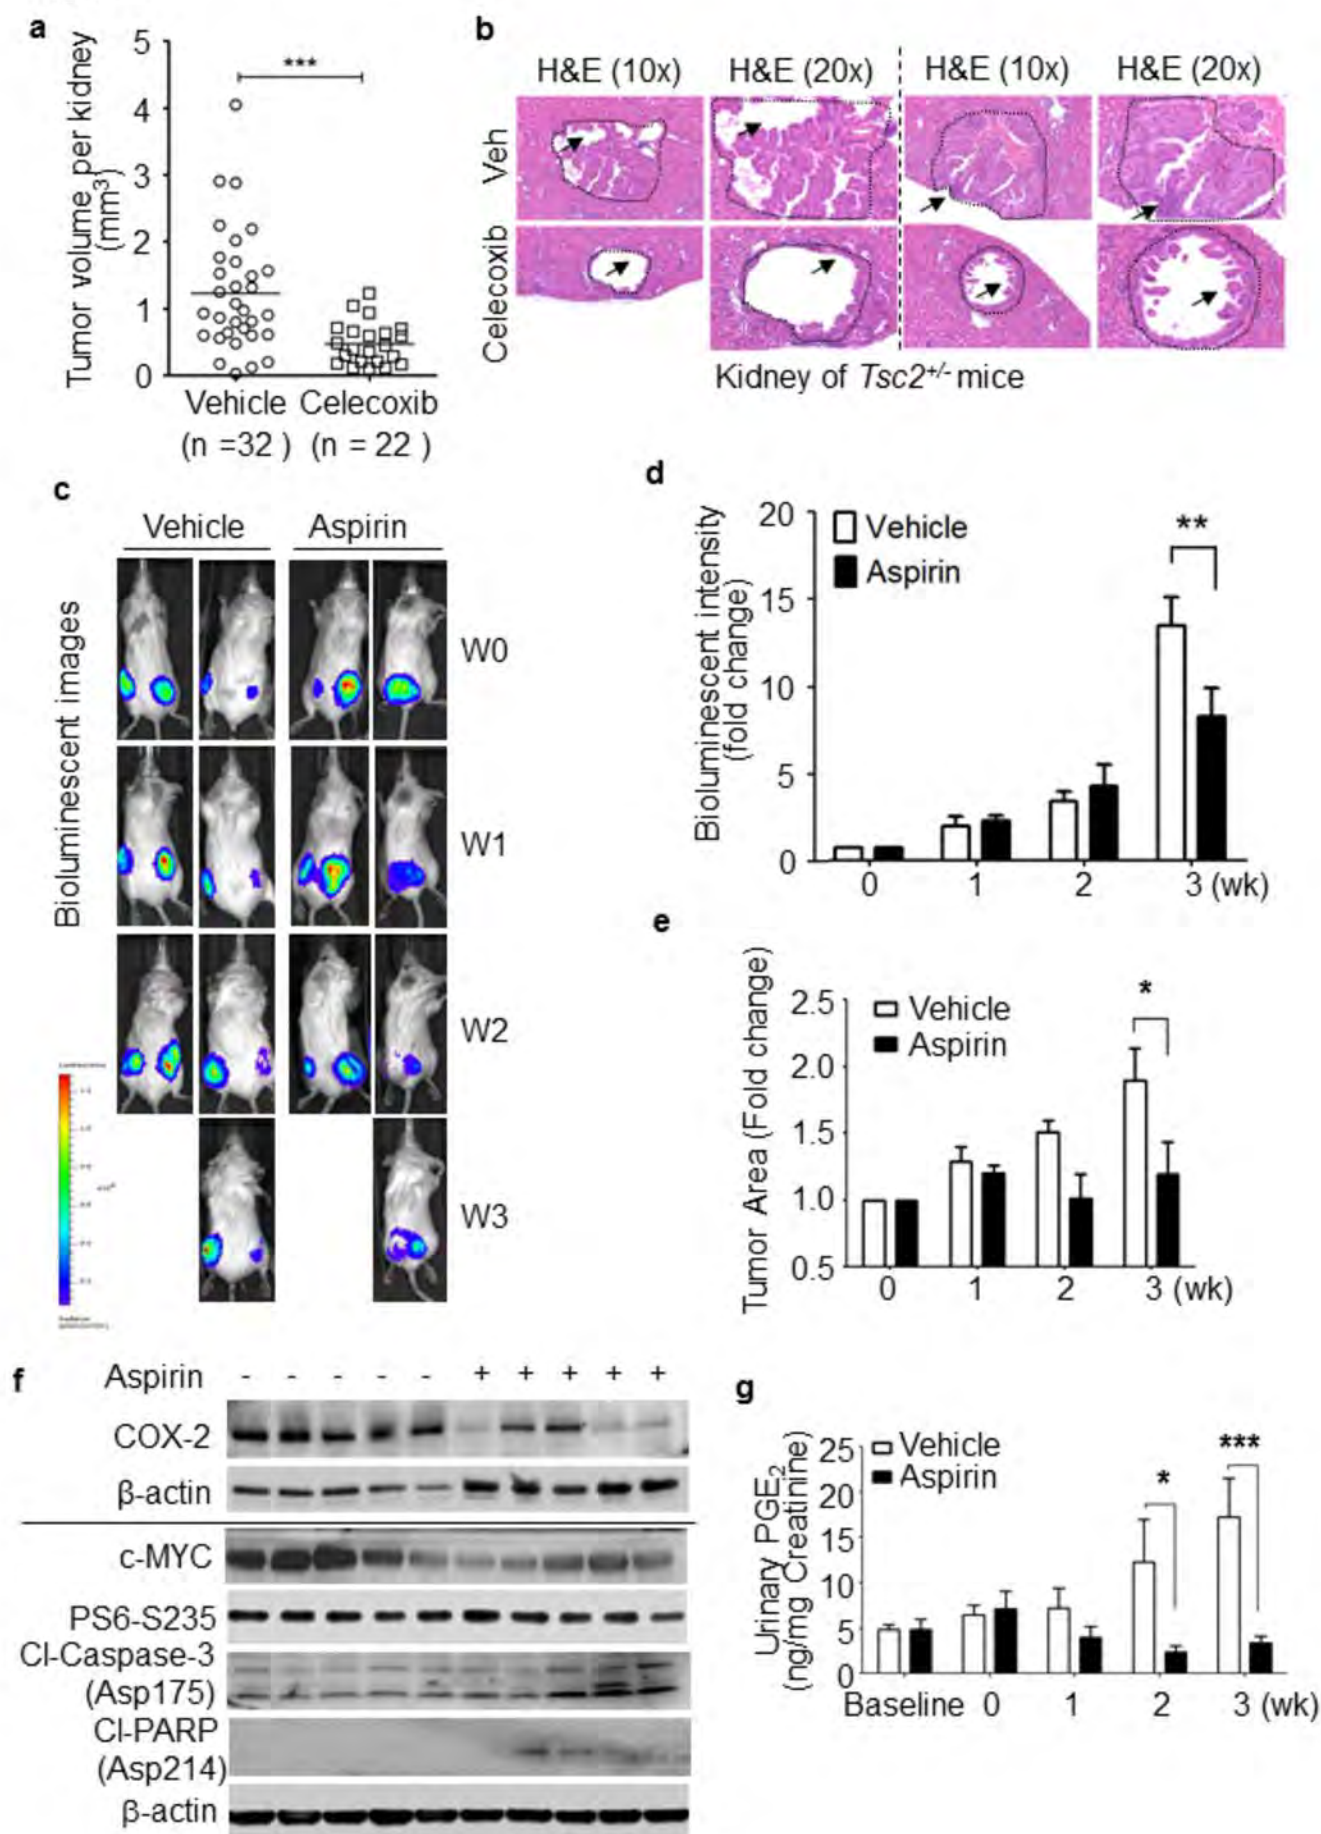 a
5
4
3
2
1
0
***
Tumor volume per kidney
(mm³)
Vehicle Celecoxib
(n =32 ) (n = 22 )
b
H&E (10x) H&E (20x) H&E (10x) H&E (20x)
Veh
Celecoxib
Kidney of Tsc2+/- mice
c
Vehicle Aspirin
Bioluminescent images
W0
W1
W2
W3
d
Bioluminescent intensity
(fold change)
20
15
10
5
0
Vehicle
Aspirin
**
0 1 2 3 (wk)
e
Tumor Area (Fold change)
2.5
2.0
1.5
1.0
0.5
Vehicle
Aspirin
*
0 1 2 3 (wk)
f
Aspirin - - - - - + + + + +
COX-2
β-actin
c-MYC
PS6-S235
Cl-Caspase-3
(Asp175)
Cl-PARP
(Asp214)
β-actin
g
Urinary PGE2
(ng/mg Creatinine)
25
20
15
10
5
0
Vehicle
Aspirin
*
***
Baseline 0 1 2 3 (wk)